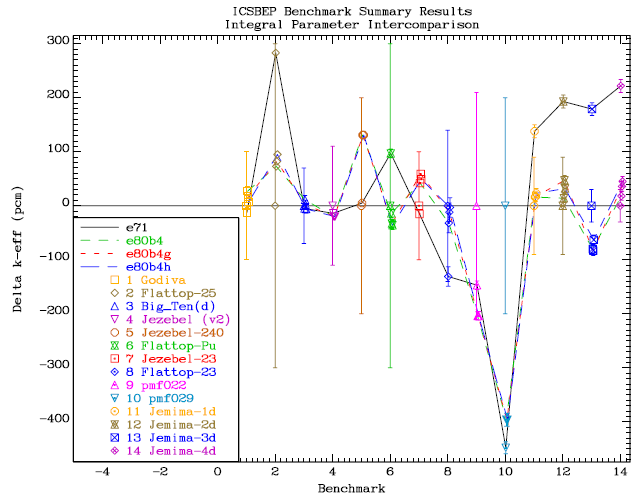 ICSBEP Benchmark Summary Results
Integral Parameter Intercomparison
300
200
100
0
-100
-200
-300
-400
Delta k-eff (pcm)
e71
e80b4
e80b4g
e80b4h
1 Godiva
2 Flattop-25
3 Big_Ten(d)
4 Jezebel (v2)
5 Jezebel-240
6 Flattop-Pu
7 Jezebel-23
8 Flattop-23
9 pmf022
10 pmf029
11 Jemima-1d
12 Jemima-2d
13 Jemima-3d
14 Jemima-4d
-4 -2 0 2 4 6 8 10 12 14
Benchmark